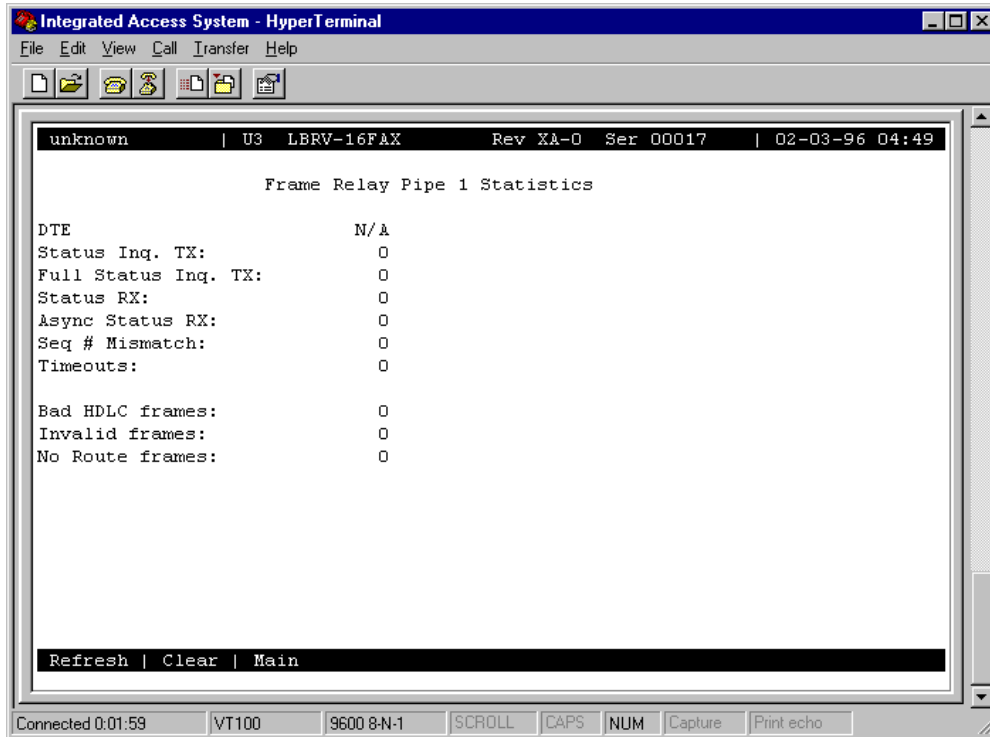 Integrated Access System - HyperTerminal
File Edit View Call Transfer Help
unknown | U3 LBRV-16FAX Rev XA-0 Ser 00017 | 02-03-96 04:49
Frame Relay Pipe 1 Statistics
DTE N/A
Status Inq. TX: 0
Full Status Inq. TX: 0
Status RX: 0
Async Status RX: 0
Seq # Mismatch: 0
Timeouts: 0
Bad HDLC frames: 0
Invalid frames: 0
No Route frames: 0
Refresh | Clear | Main
Connected 0:01:59 VT100 9600 8-N-1 SCROLL CAPS NUM Capture Print echo